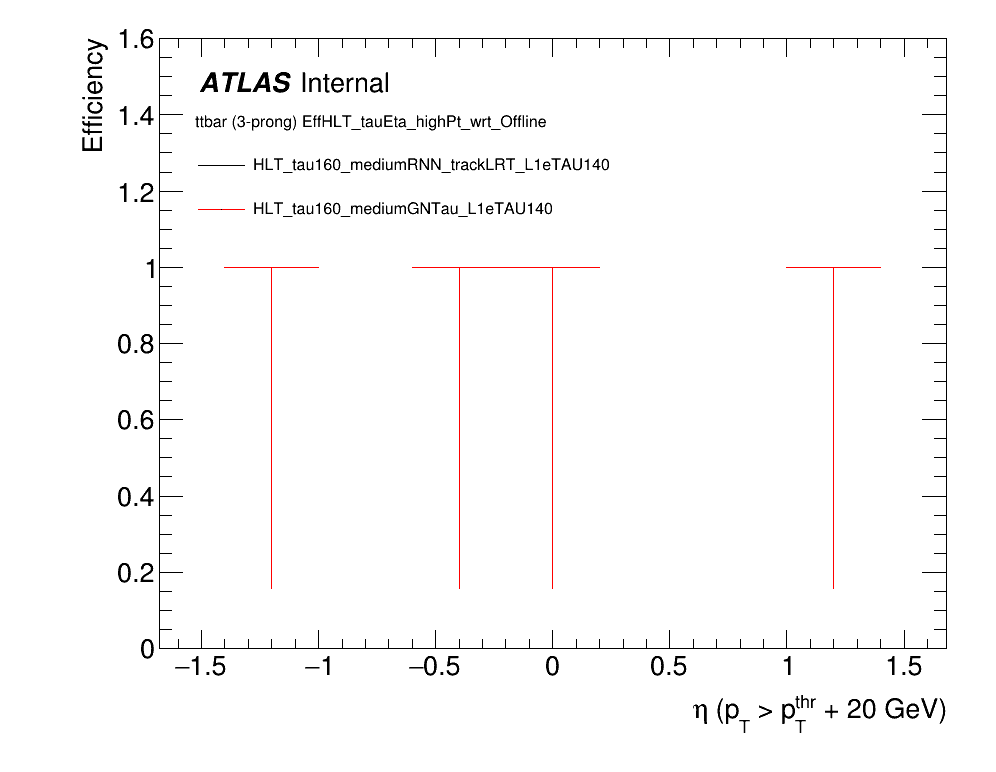 Efficiency
1.6
1.4
1.2
1
0.8
0.6
0.4
0.2
0
ATLAS Internal
ttbar (3-prong) EffHLT_tauEta_highPt_wrt_Offline
HLT_tau160_mediumRNN_trackLRT_L1eTAU140
HLT_tau160_mediumGNTau_L1eTAU140
−1.5 −1 −0.5 0 0.5 1 1.5
η (p_T > p_T^thr + 20 GeV)